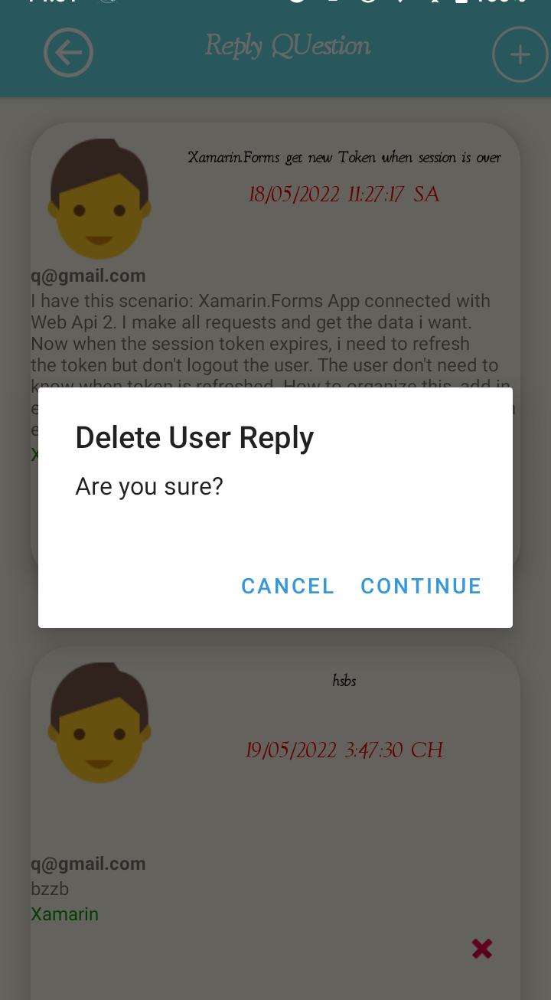 Reply QUestion
Xamarin.Forms get new Token when session is over
18/05/2022 11:27:17 SA
q@gmail.com
I have this scenario: Xamarin.Forms App connected with
Web Api 2. I make all requests and get the data i want.
Now when the session token expires, i need to refresh
the token but don't logout the user. The user don't need to
know when token is refreshed. How to organize this, add in
Delete User Reply
Are you sure?
CANCEL CONTINUE
hsbs
19/05/2022 3:47:30 CH
q@gmail.com
bzzb
Xamarin